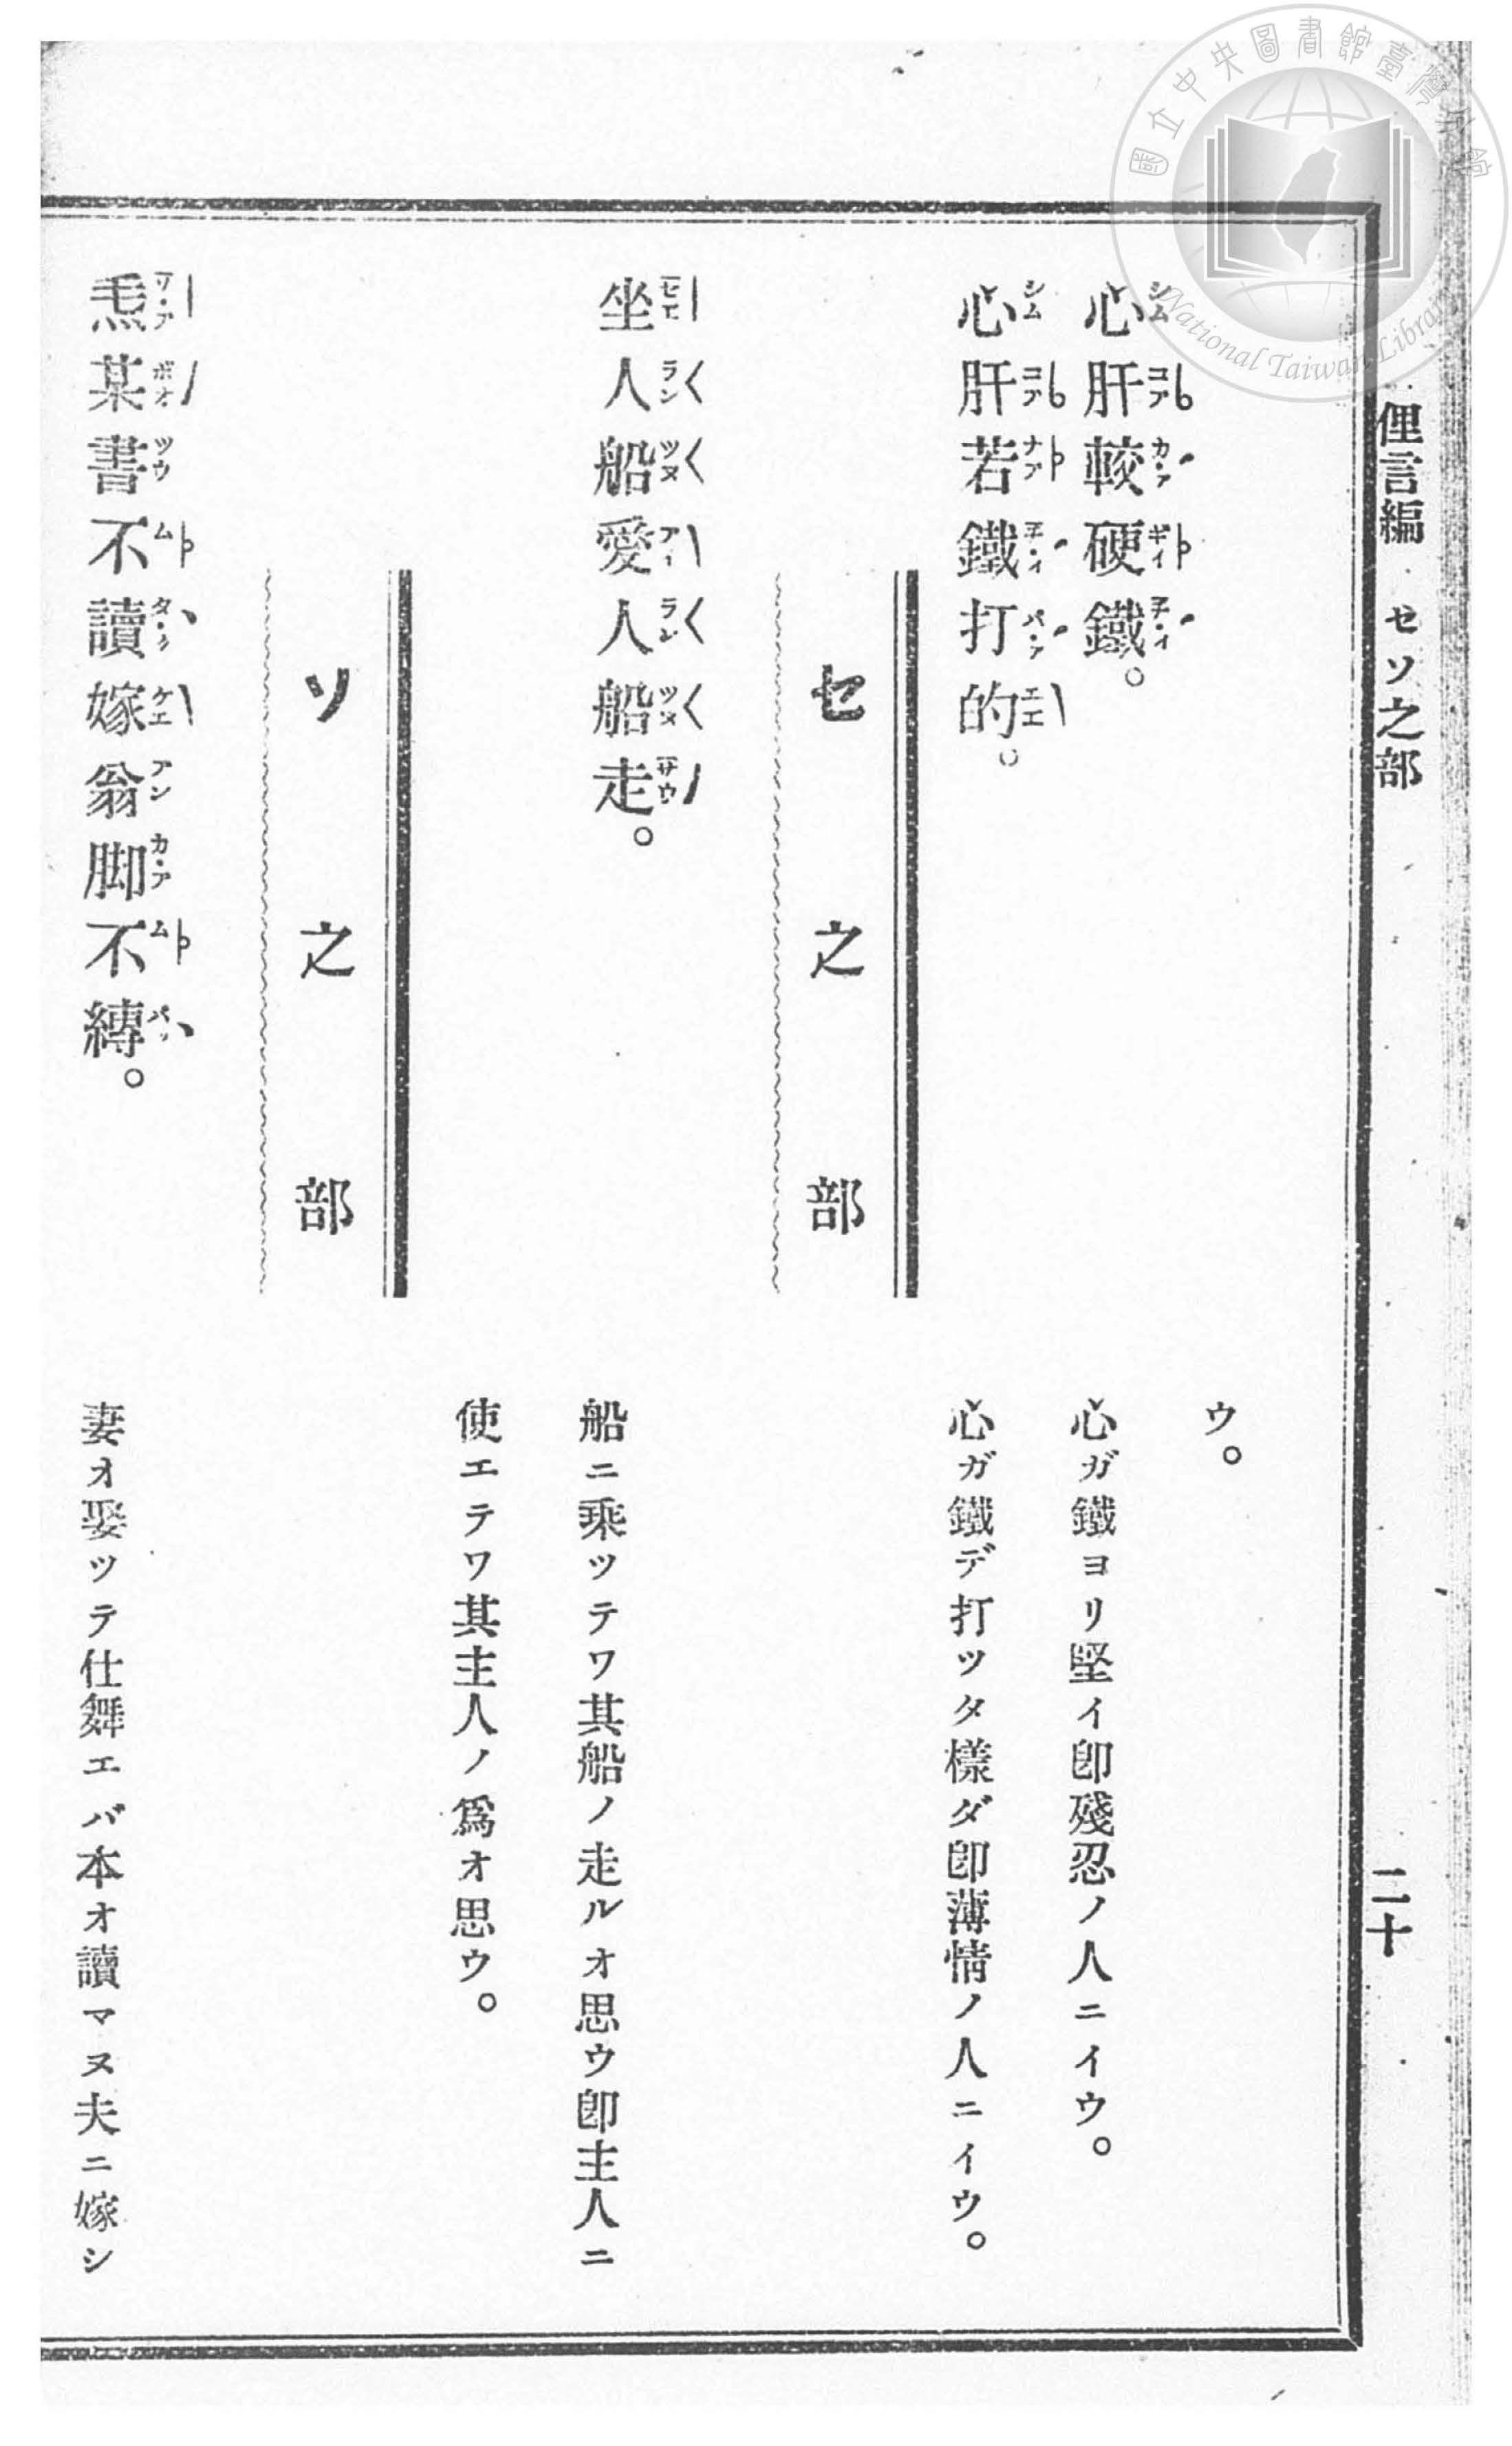 國立中央圖書館臺灣分館
National Taiwan Library
俚言編 セソ之部 二十
ウ。
心肝較硬鐵。
心ガ鐵ヨリ堅イ卽殘忍ノ人ニイウ。
心肝若鐵打的。
心ガ鐵デ打ツタ樣ダ卽薄情ノ人ニイウ。
セ之部
坐人船愛人船走。
船ニ乘ツテワ其船ノ走ルオ思ウ卽主人ニ
使エテワ其主人ノ爲オ思ウ。
ソ之部
某書不讀嫁翁脚不縛。
妻オ娶ツテ仕舞エバ本オ讀マヌ夫ニ嫁シ